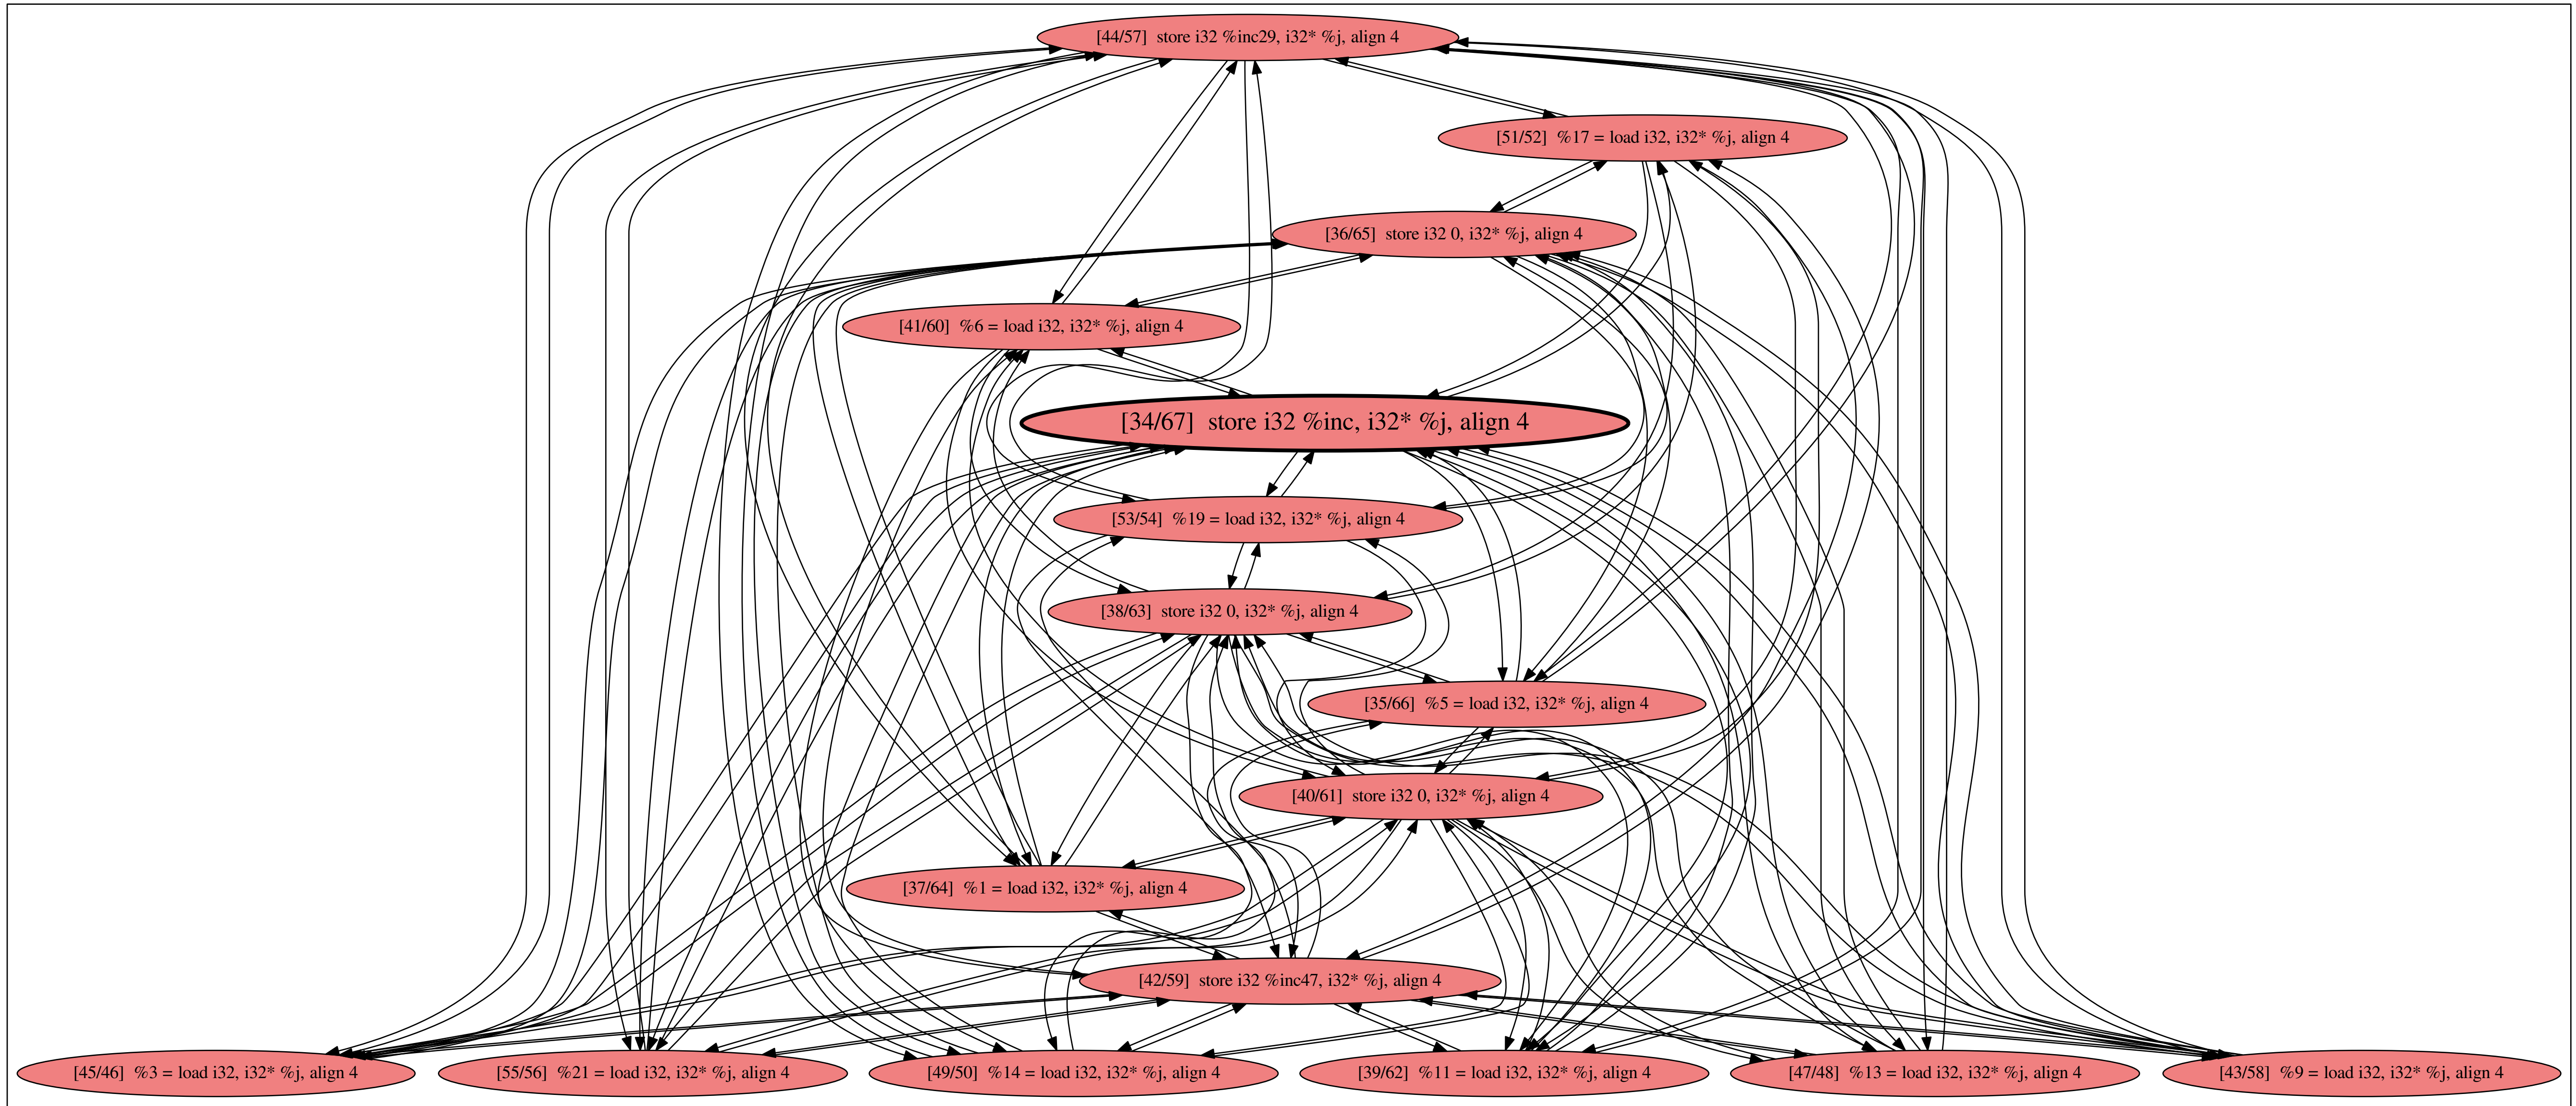 [44/57]  store i32 %inc29, i32* %j, align 4
[51/52]  %17 = load i32, i32* %j, align 4
[36/65]  store i32 0, i32* %j, align 4
[41/60]  %6 = load i32, i32* %j, align 4
[34/67]  store i32 %inc, i32* %j, align 4
[53/54]  %19 = load i32, i32* %j, align 4
[38/63]  store i32 0, i32* %j, align 4
[35/66]  %5 = load i32, i32* %j, align 4
[40/61]  store i32 0, i32* %j, align 4
[37/64]  %1 = load i32, i32* %j, align 4
[42/59]  store i32 %inc47, i32* %j, align 4
[45/46]  %3 = load i32, i32* %j, align 4
[55/56]  %21 = load i32, i32* %j, align 4
[49/50]  %14 = load i32, i32* %j, align 4
[39/62]  %11 = load i32, i32* %j, align 4
[47/48]  %13 = load i32, i32* %j, align 4
[43/58]  %9 = load i32, i32* %j, align 4